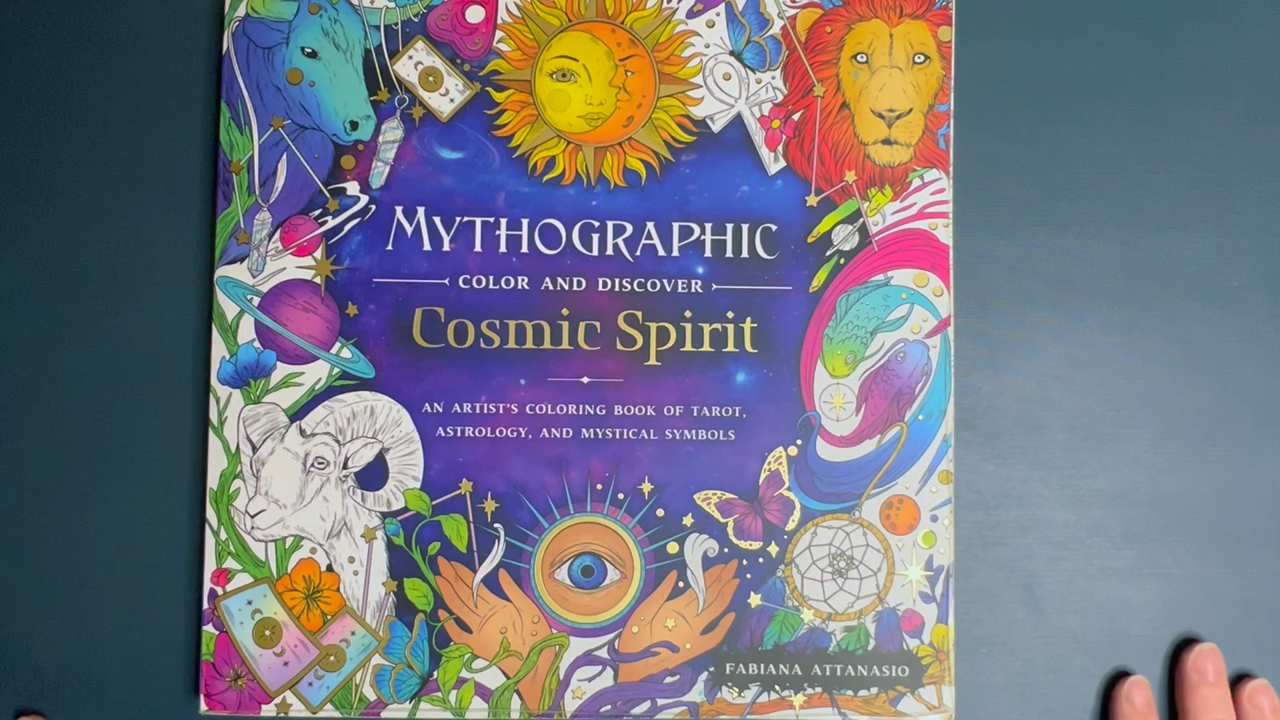 MYTHOGRAPHIC
COLOR AND DISCOVER
Cosmic Spirit
AN ARTIST'S COLORING BOOK OF TAROT,
ASTROLOGY, AND MYSTICAL SYMBOLS
FABIANA ATTANASIO